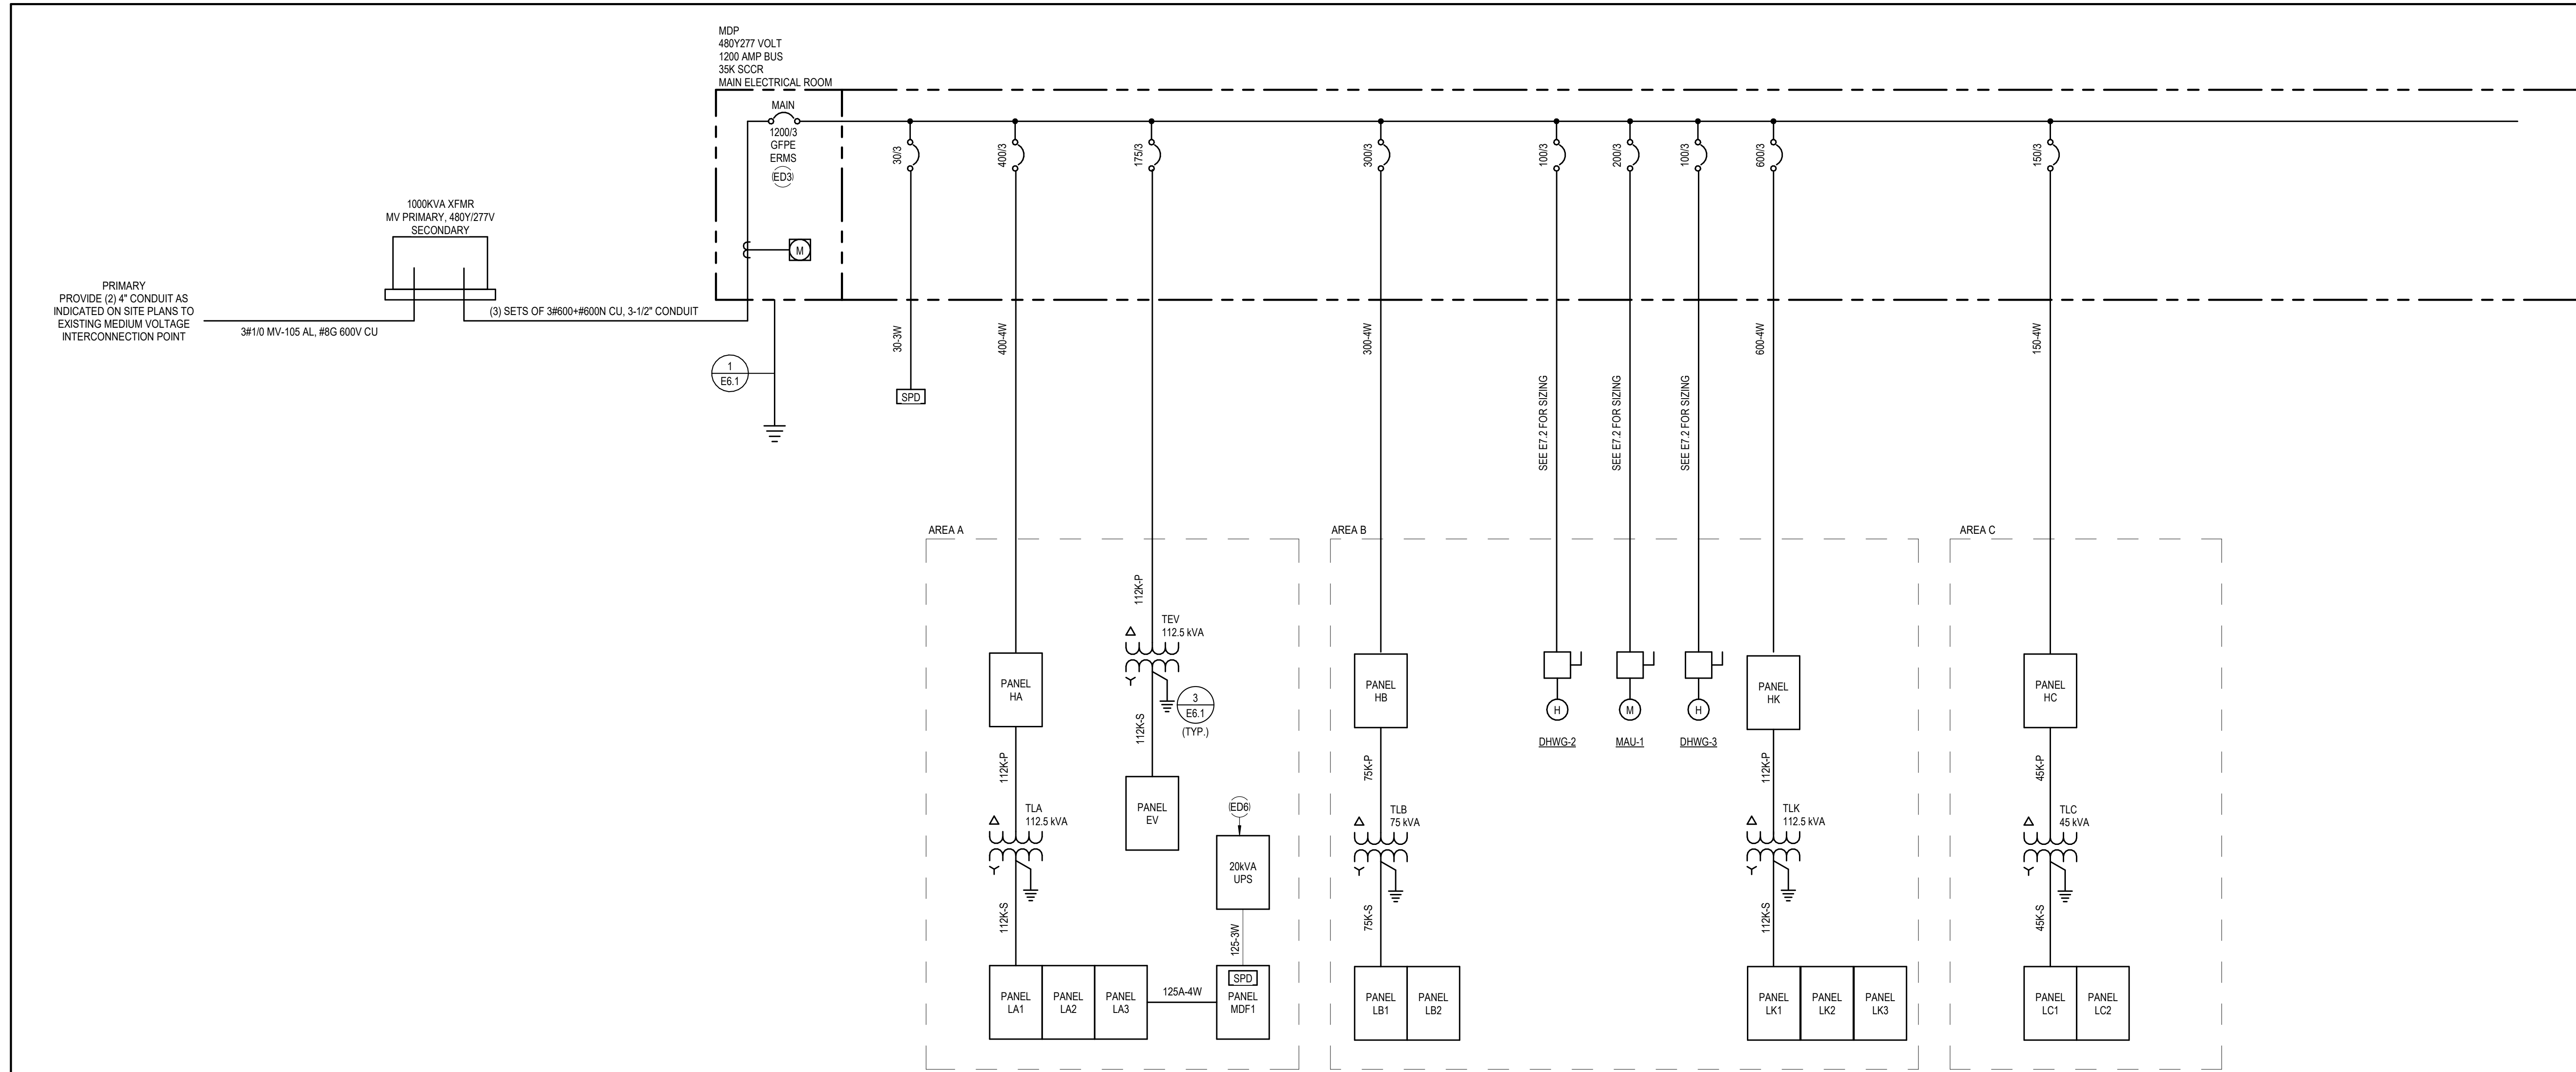 MDP
480Y277 VOLT
1200 AMP BUS
35K SCCR
MAIN ELECTRICAL ROOM
MAIN
1200/3
GFPE
ERMS
(ED3)
M
1000KVA XFMR
MV PRIMARY, 480Y/277V
SECONDARY
PRIMARY
PROVIDE (2) 4" CONDUIT AS
INDICATED ON SITE PLANS TO
EXISTING MEDIUM VOLTAGE
INTERCONNECTION POINT
3#1/0 MV-105 AL, #8G 600V CU
(3) SETS OF 3#600+#600N CU, 3-1/2" CONDUIT
1
E6.1
30/3
400/3
175/3
300/3
100/3
200/3
100/3
600/3
150/3
30-3W
400-4W
300-4W
600-4W
150-4W
SPD
SEE E7.2 FOR SIZING
SEE E7.2 FOR SIZING
SEE E7.2 FOR SIZING
AREA A
112K-P
TEV
112.5 kVA
PANEL
HA
3
E6.1
(TYP.)
112K-S
112K-P
PANEL
EV
TLA
112.5 kVA
(ED6)
20kVA
UPS
112K-S
125-3W
PANEL
LA1
PANEL
LA2
PANEL
LA3
125A-4W
SPD
PANEL
MDF1
AREA B
PANEL
HB
H
M
H
DHWG-2
MAU-1
DHWG-3
PANEL
HK
75K-P
112K-P
TLB
75 kVA
TLK
112.5 kVA
75K-S
112K-S
PANEL
LB1
PANEL
LB2
PANEL
LK1
PANEL
LK2
PANEL
LK3
AREA C
PANEL
HC
45K-P
TLC
45 kVA
45K-S
PANEL
LC1
PANEL
LC2